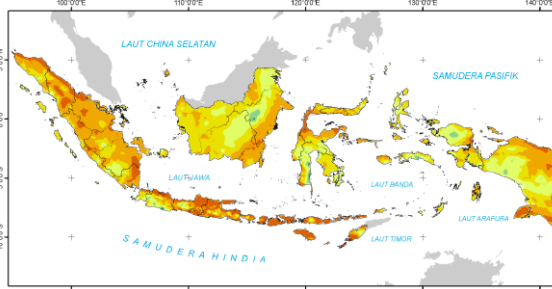 100°0'0"E 110°0'0"E 120°0'0"E 130°0'0"E 140°0'0"E
LAUT CHINA SELATAN
SAMUDERA PASIFIK
LAUT JAWA
LAUT BANDA
LAUT ARAFURA
LAUT TIMOR
SAMUDERA HINDIA